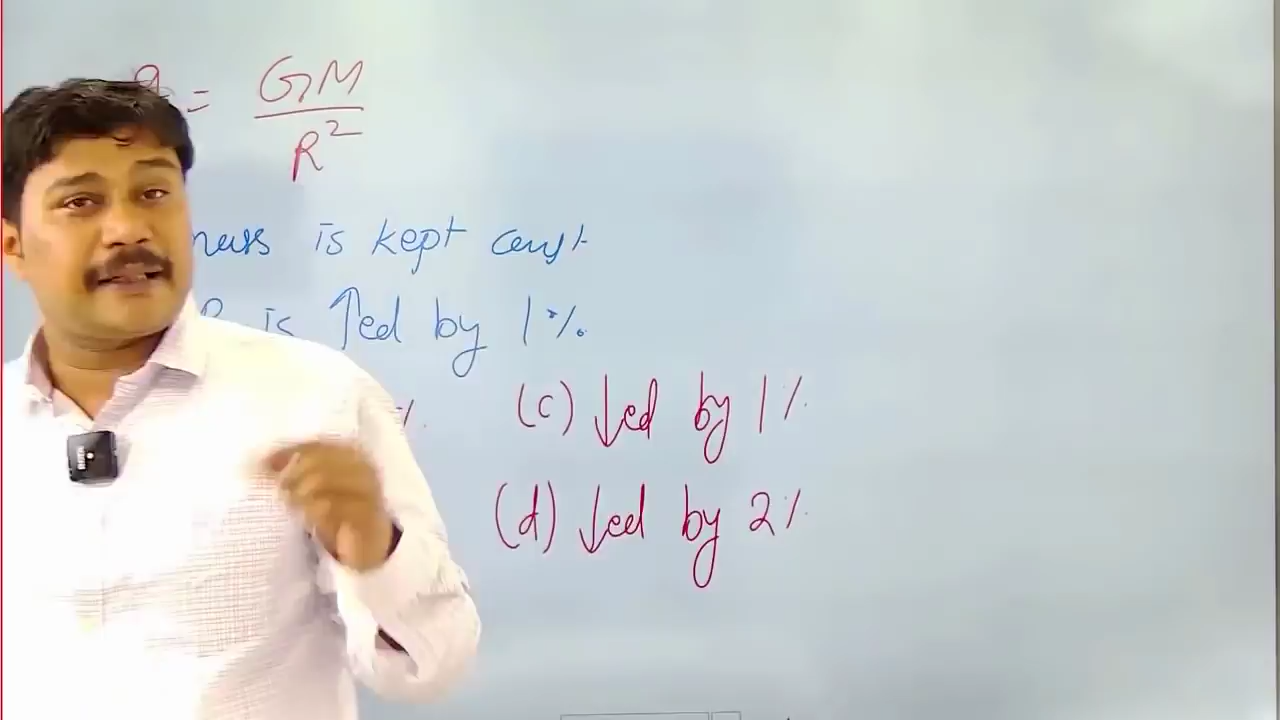 g = GM
R²
mass is kept const
R is ↑ed by 1%
%. (c) ↓ed by 1%
(d) ↓ed by 2%